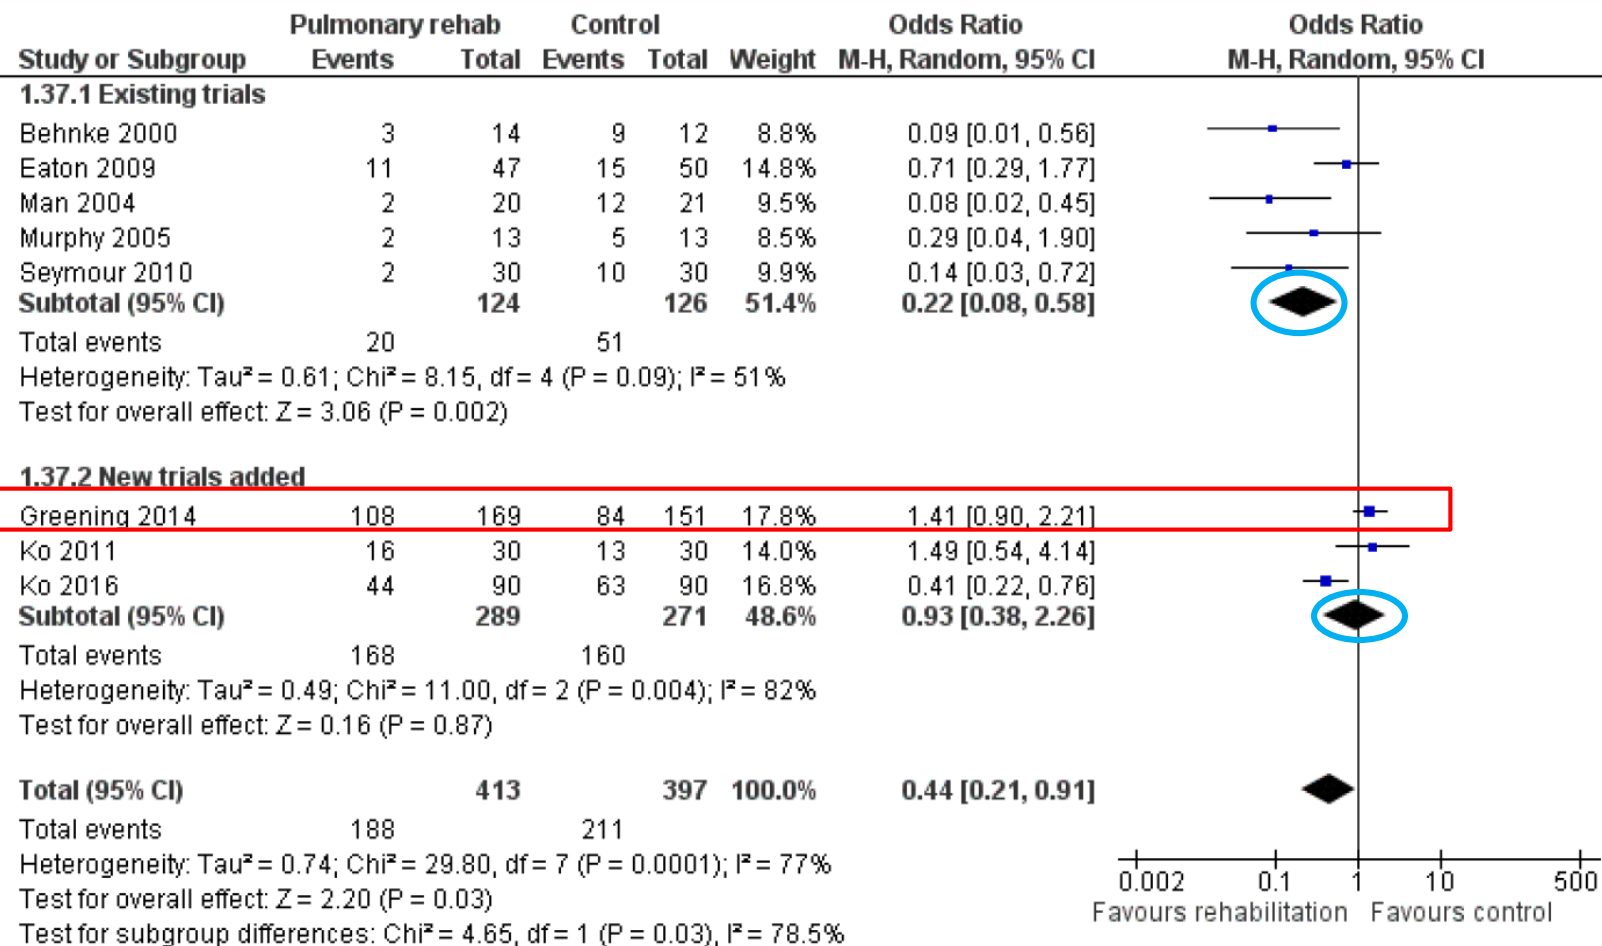 Pulmonary rehab Control Odds Ratio Odds Ratio
Study or Subgroup Events Total Events Total Weight M-H, Random, 95% CI M-H, Random, 95% CI
1.37.1 Existing trials
Behnke 2000 3 14 9 12 8.8% 0.09 [0.01, 0.56]
Eaton 2009 11 47 15 50 14.8% 0.71 [0.29, 1.77]
Man 2004 2 20 12 21 9.5% 0.08 [0.02, 0.45]
Murphy 2005 2 13 5 13 8.5% 0.29 [0.04, 1.90]
Seymour 2010 2 30 10 30 9.9% 0.14 [0.03, 0.72]
Subtotal (95% CI) 124 126 51.4% 0.22 [0.08, 0.58]
Total events 20 51
Heterogeneity: Tau² = 0.61; Chi² = 8.15, df = 4 (P = 0.09); I² = 51%
Test for overall effect: Z = 3.06 (P = 0.002)
1.37.2 New trials added
Greening 2014 108 169 84 151 17.8% 1.41 [0.90, 2.21]
Ko 2011 16 30 13 30 14.0% 1.49 [0.54, 4.14]
Ko 2016 44 90 63 90 16.8% 0.41 [0.22, 0.76]
Subtotal (95% CI) 289 271 48.6% 0.93 [0.38, 2.26]
Total events 168 160
Heterogeneity: Tau² = 0.49; Chi² = 11.00, df = 2 (P = 0.004); I² = 82%
Test for overall effect: Z = 0.16 (P = 0.87)
Total (95% CI) 413 397 100.0% 0.44 [0.21, 0.91]
Total events 188 211
Heterogeneity: Tau² = 0.74; Chi² = 29.80, df = 7 (P = 0.0001); I² = 77%
Test for overall effect: Z = 2.20 (P = 0.03)
Test for subgroup differences: Chi² = 4.65, df = 1 (P = 0.03), I² = 78.5%
0.002 0.1 1 10 500
Favours rehabilitation Favours control